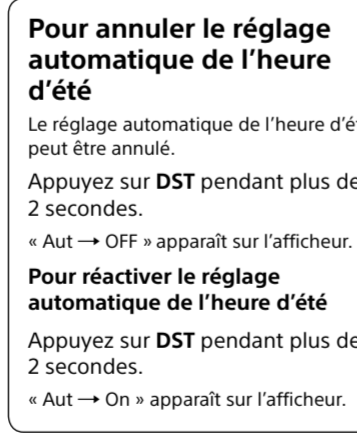 Pour annuler le réglage
automatique de l'heure
d'été
Le réglage automatique de l'heure
peut être annulé.
Appuyez sur DST pendant plus de
2 secondes.
« Aut → OFF » apparaît sur l'afficheur.
Pour réactiver le réglage
automatique de l'heure d'été
Appuyez sur DST pendant plus de
2 secondes.
« Aut → On » apparaît sur l'afficheur.